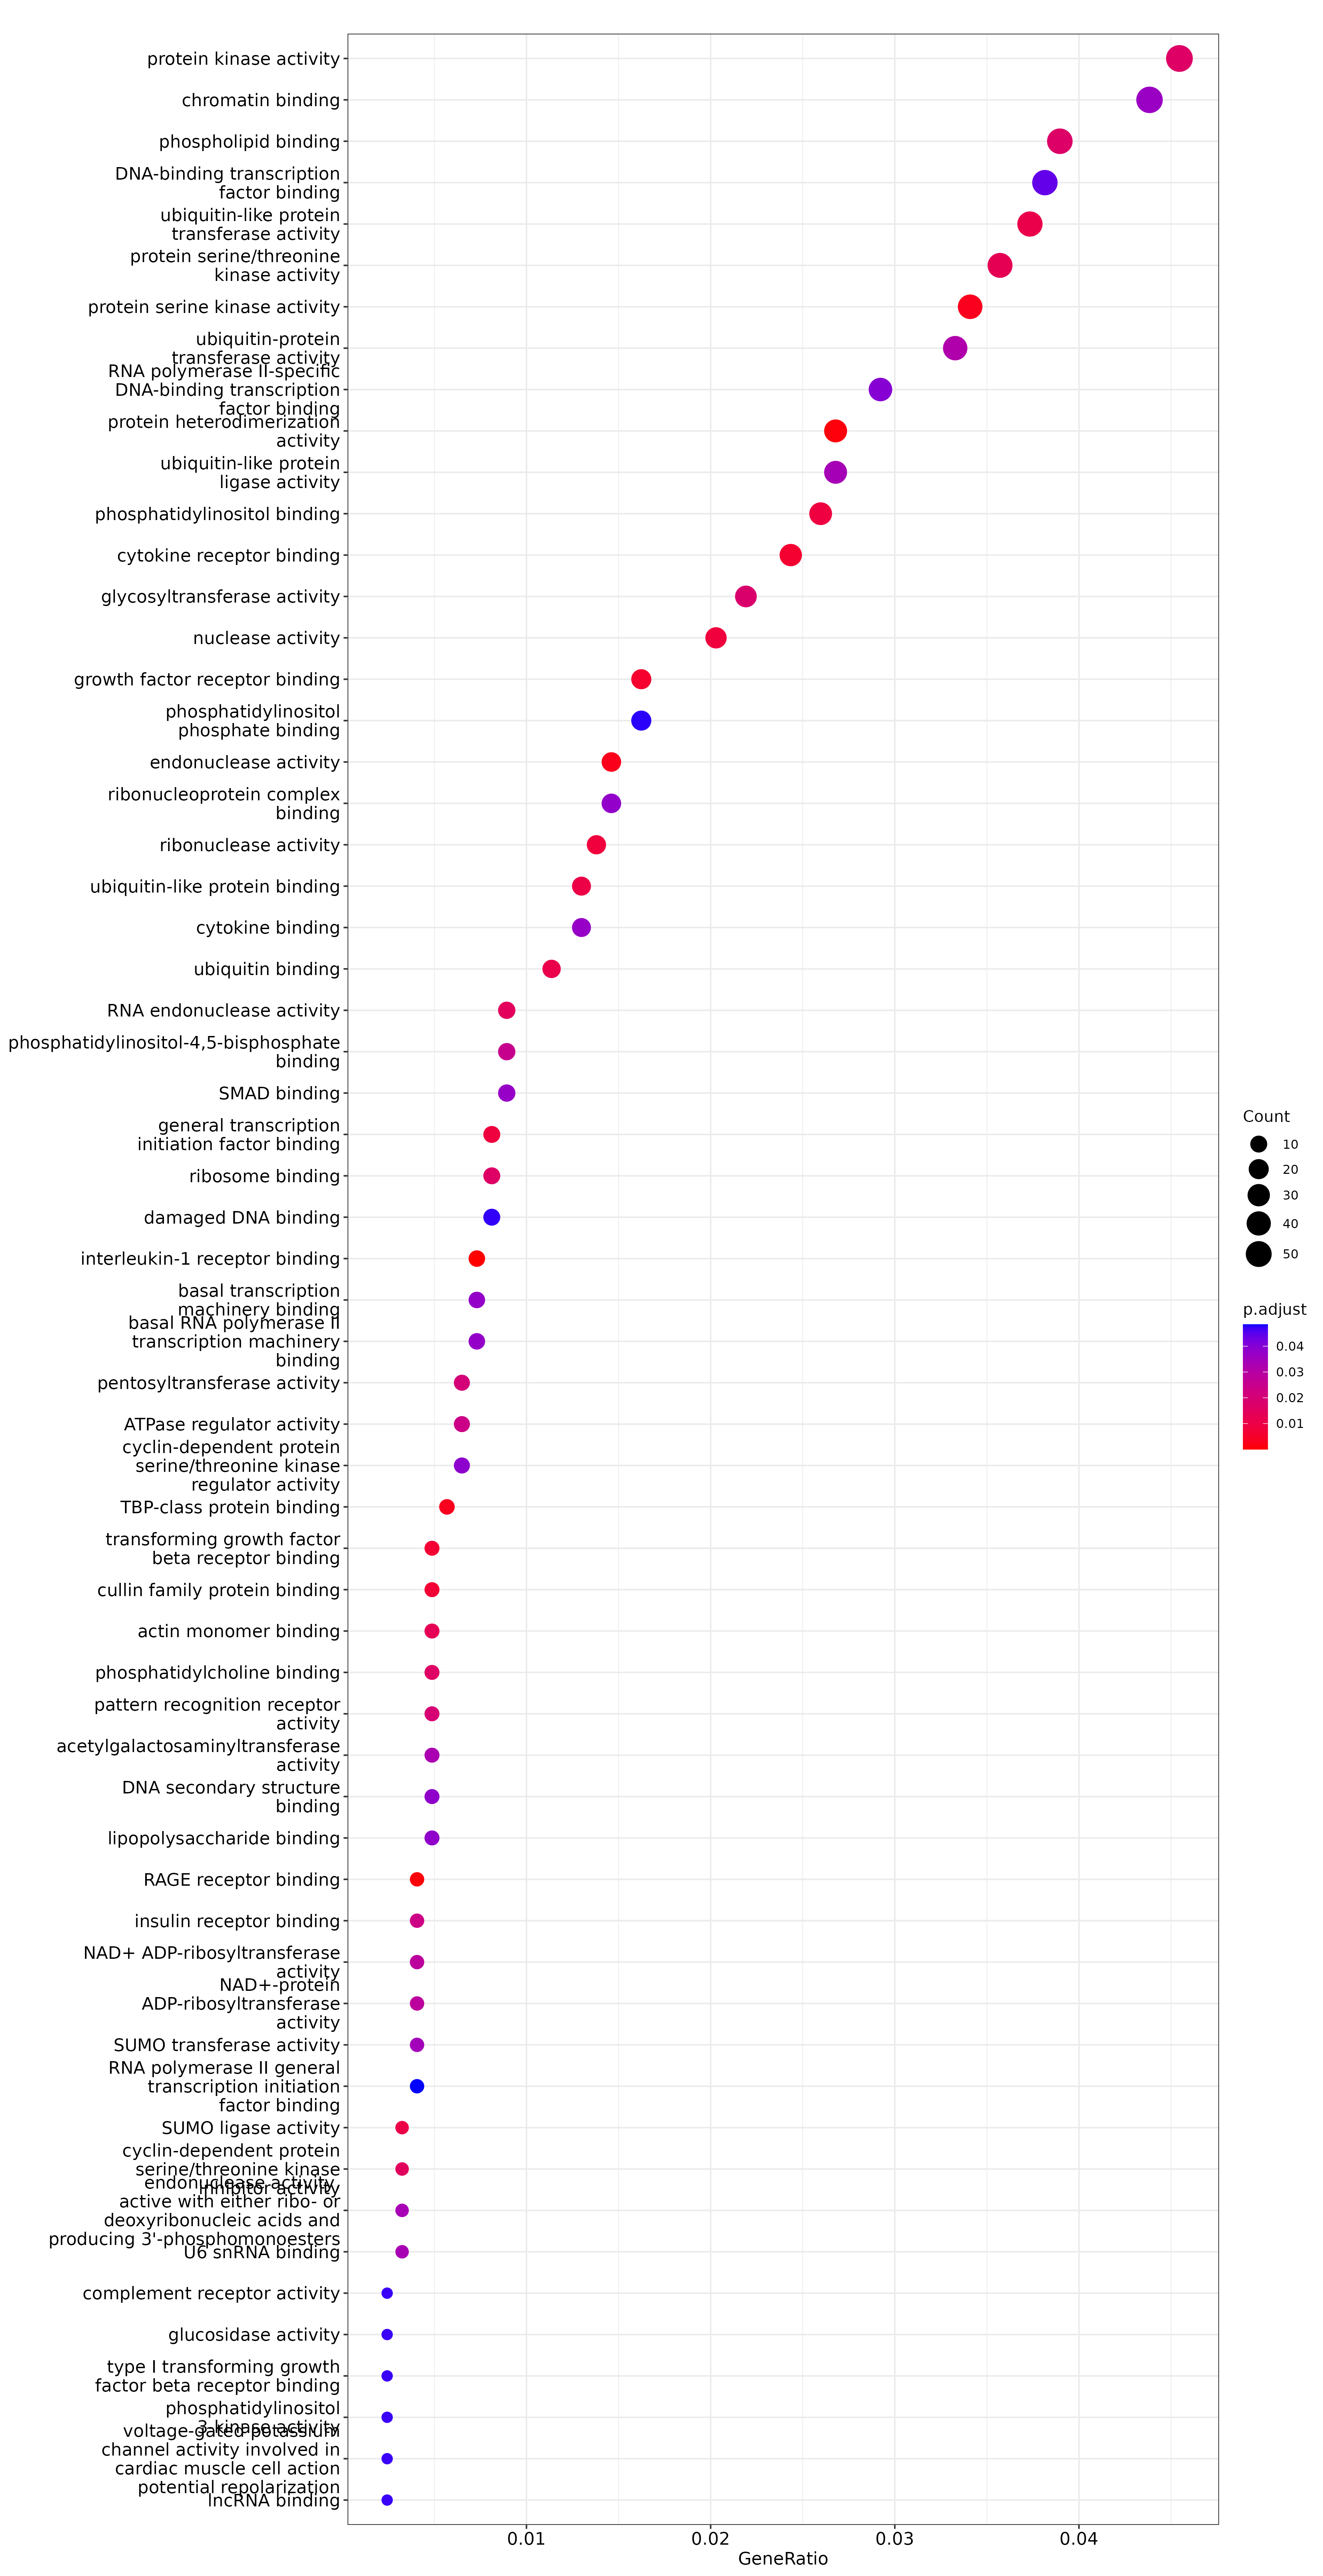 protein kinase activity
chromatin binding
phospholipid binding
DNA-binding transcription
factor binding
ubiquitin-like protein
transferase activity
protein serine/threonine
kinase activity
protein serine kinase activity
ubiquitin-protein
transferase activity
RNA polymerase II-specific
DNA-binding transcription
factor binding
protein heterodimerization
activity
ubiquitin-like protein
ligase activity
phosphatidylinositol binding
cytokine receptor binding
glycosyltransferase activity
nuclease activity
growth factor receptor binding
phosphatidylinositol
phosphate binding
endonuclease activity
ribonucleoprotein complex
binding
ribonuclease activity
ubiquitin-like protein binding
cytokine binding
ubiquitin binding
RNA endonuclease activity
phosphatidylinositol-4,5-bisphosphate
binding
SMAD binding
general transcription
initiation factor binding
ribosome binding
damaged DNA binding
interleukin-1 receptor binding
basal transcription
machinery binding
basal RNA polymerase II
transcription machinery
binding
pentosyltransferase activity
ATPase regulator activity
cyclin-dependent protein
serine/threonine kinase
regulator activity
TBP-class protein binding
transforming growth factor
beta receptor binding
cullin family protein binding
actin monomer binding
phosphatidylcholine binding
pattern recognition receptor
activity
acetylgalactosaminyltransferase
activity
DNA secondary structure
binding
lipopolysaccharide binding
RAGE receptor binding
insulin receptor binding
NAD+ ADP-ribosyltransferase
activity
NAD+-protein
ADP-ribosyltransferase
activity
SUMO transferase activity
RNA polymerase II general
transcription initiation
factor binding
SUMO ligase activity
cyclin-dependent protein
serine/threonine kinase
inhibitor activity
endonuclease activity,
active with either ribo- or
deoxyribonucleic acids and
producing 3'-phosphomonoesters
U6 snRNA binding
complement receptor activity
glucosidase activity
type I transforming growth
factor beta receptor binding
phosphatidylinositol
3-kinase activity
voltage-gated potassium
channel activity involved in
cardiac muscle cell action
potential repolarization
lncRNA binding
0.01
0.02
0.03
0.04
GeneRatio
Count
10
20
30
40
50
p.adjust
0.04
0.03
0.02
0.01